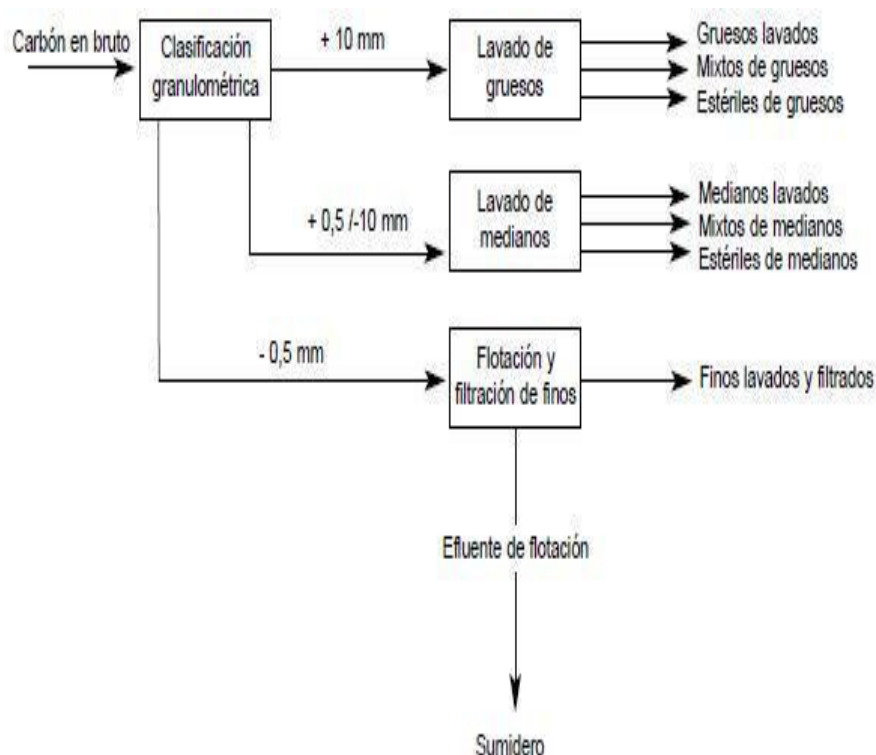 Carbón en bruto
Clasificación
granulométrica
+ 10 mm
Lavado de
gruesos
Gruesos lavados
Mixtos de gruesos
Estériles de gruesos
+ 0,5 /-10 mm
Lavado de
medianos
Medianos lavados
Mixtos de medianos
Estériles de medianos
- 0,5 mm
Flotación y
filtración de finos
Finos lavados y filtrados
Efluente de flotación
Sumidero